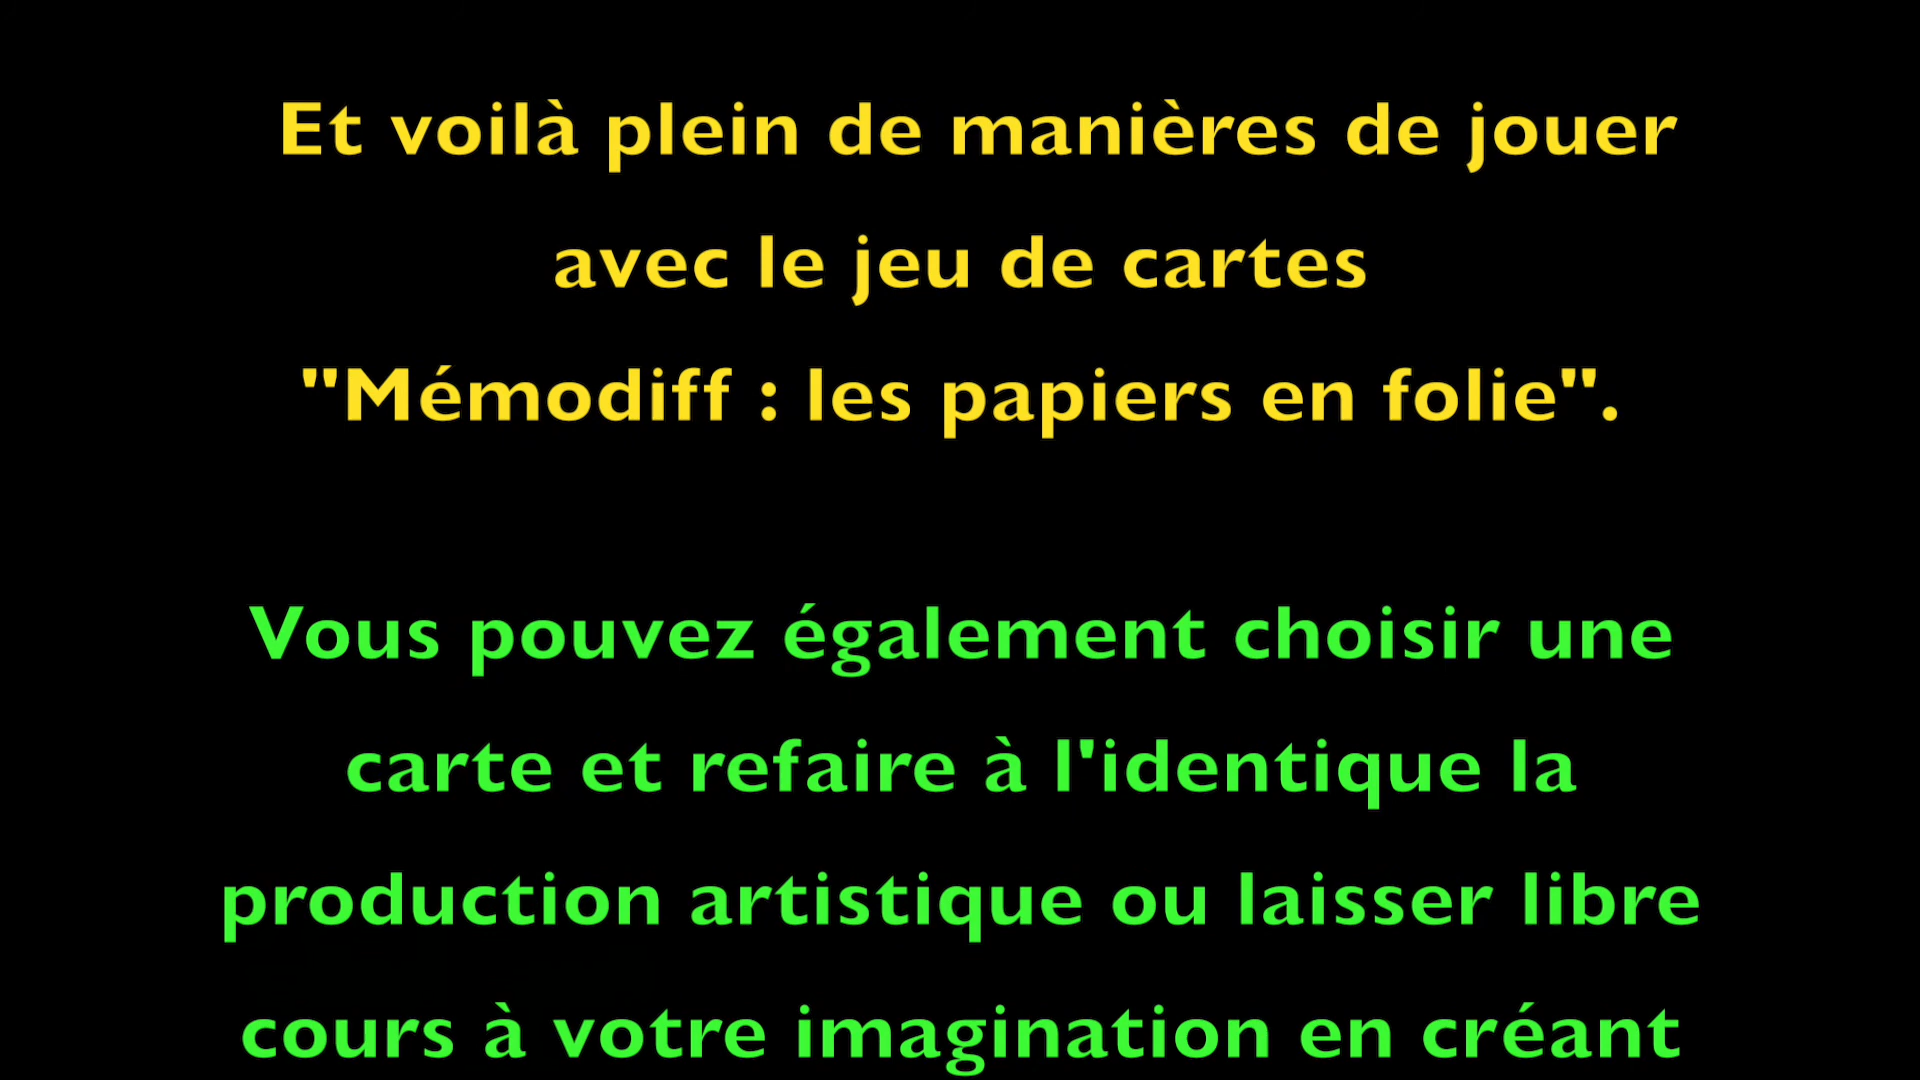 Et voilà plein de manières de jouer
avec le jeu de cartes
"Mémodiff : les papiers en folie".
Vous pouvez également choisir une
carte et refaire à l'identique la
production artistique ou laisser libre
cours à votre imagination en créant